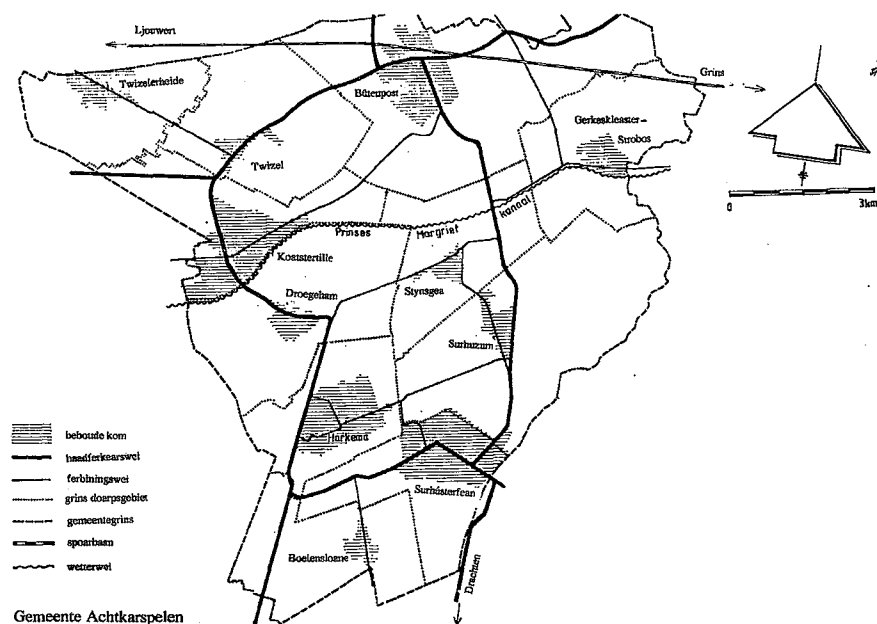 Ljouwert
Grins
Twizelerheide
Bûtenpost
Gerkeskleaster-
Strobos
Twizel
0 3km
Prinses Margriet Kanaal
Koatstertille
Droegeham
Stynsgea
Surhuzum
Harkema
Surhústerfean
Boelensloane
Drachten
beboude kom
haadferkearswei
ferbiningswei
grins doarpsgebiet
gemeentegrins
spoarbaan
wetterwei
Gemeente Achtkarspelen